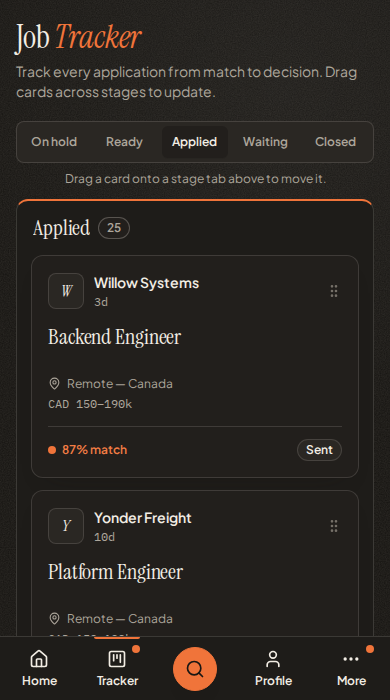 Job Tracker
Track every application from match to decision. Drag
cards across stages to update.
On hold Ready Applied Waiting Closed
Drag a card onto a stage tab above to move it.
Applied 25
W Willow Systems
3d
Backend Engineer
Remote — Canada
CAD 150–190k
87% match Sent
Y Yonder Freight
10d
Platform Engineer
Remote — Canada
Home Tracker Profile More